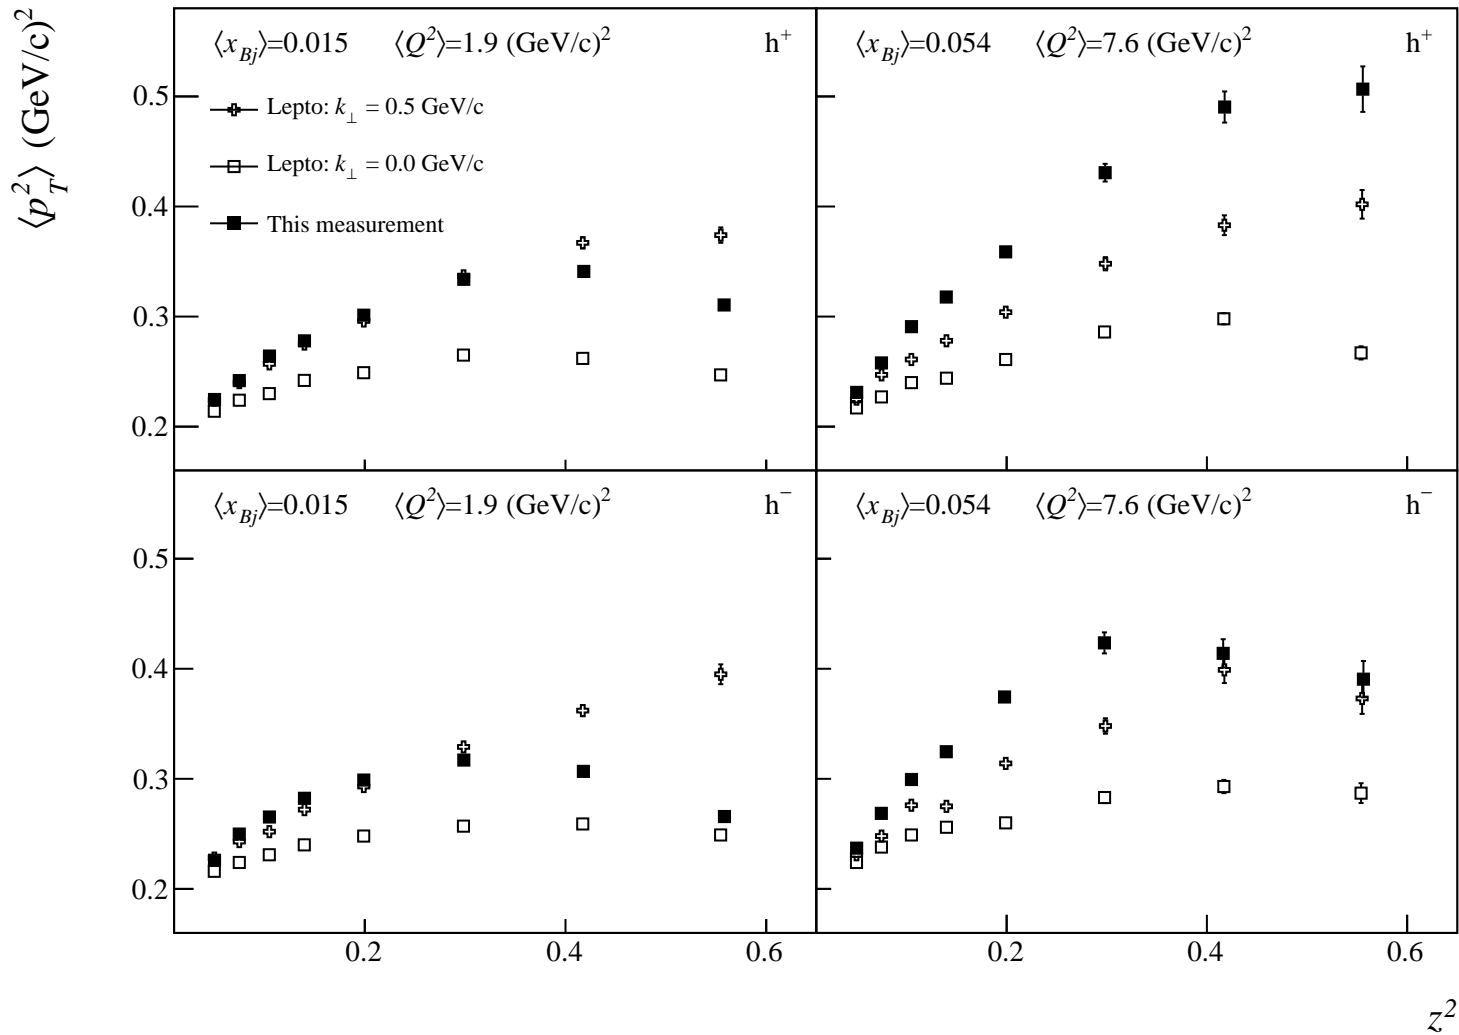 ⟨p_T^2⟩ (GeV/c)^2
⟨x_Bj⟩=0.015 ⟨Q^2⟩=1.9 (GeV/c)^2 h^+
Lepto: k_⊥ = 0.5 GeV/c
Lepto: k_⊥ = 0.0 GeV/c
This measurement
0.5
0.4
0.3
0.2
⟨x_Bj⟩=0.054 ⟨Q^2⟩=7.6 (GeV/c)^2 h^+
⟨x_Bj⟩=0.015 ⟨Q^2⟩=1.9 (GeV/c)^2 h^−
0.5
0.4
0.3
0.2
⟨x_Bj⟩=0.054 ⟨Q^2⟩=7.6 (GeV/c)^2 h^−
0.2 0.4 0.6 0.2 0.4 0.6
z^2